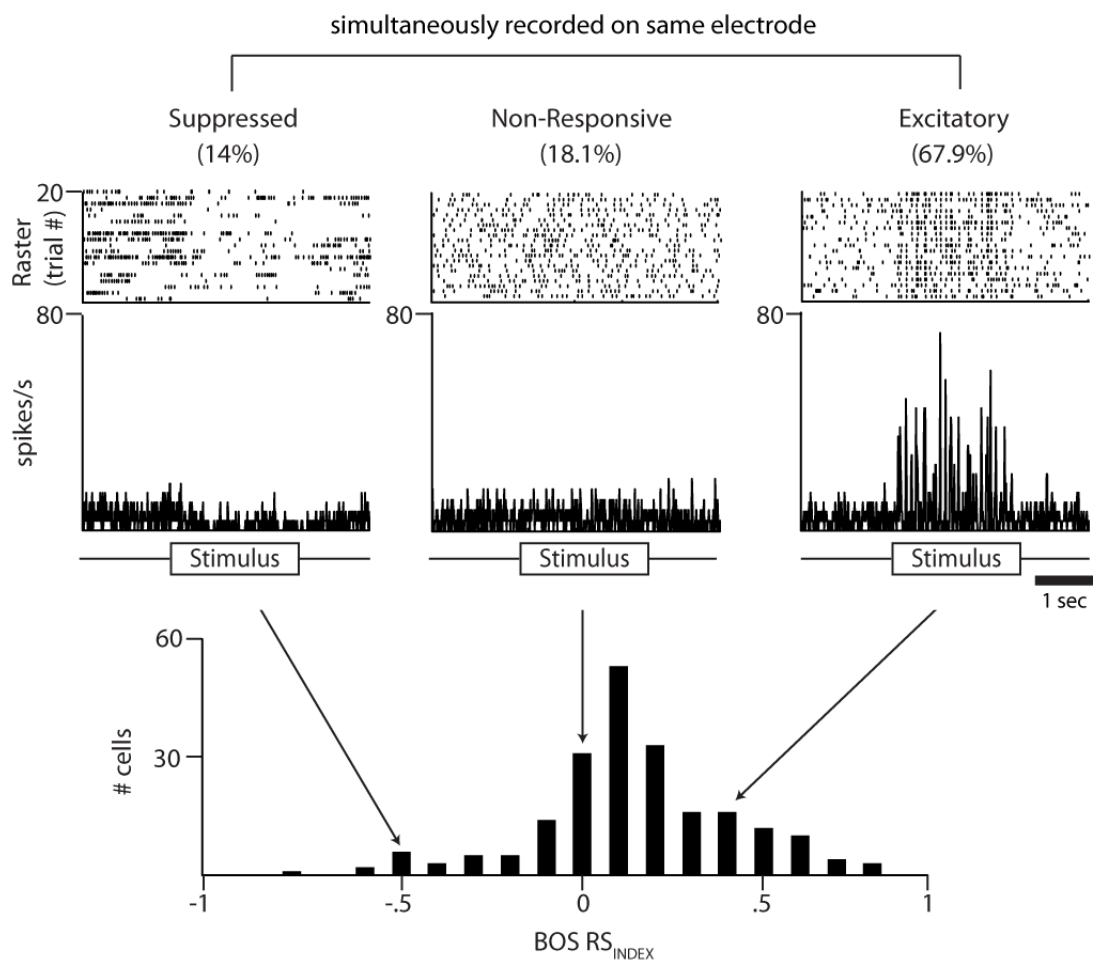 simultaneously recorded on same electrode
Suppressed
(14%)
Non-Responsive
(18.1%)
Excitatory
(67.9%)
20
Raster
(trial #)
80
80
80
spikes/s
Stimulus
Stimulus
Stimulus
1 sec
60
30
# cells
-1
-.5
0
.5
1
BOS RS INDEX